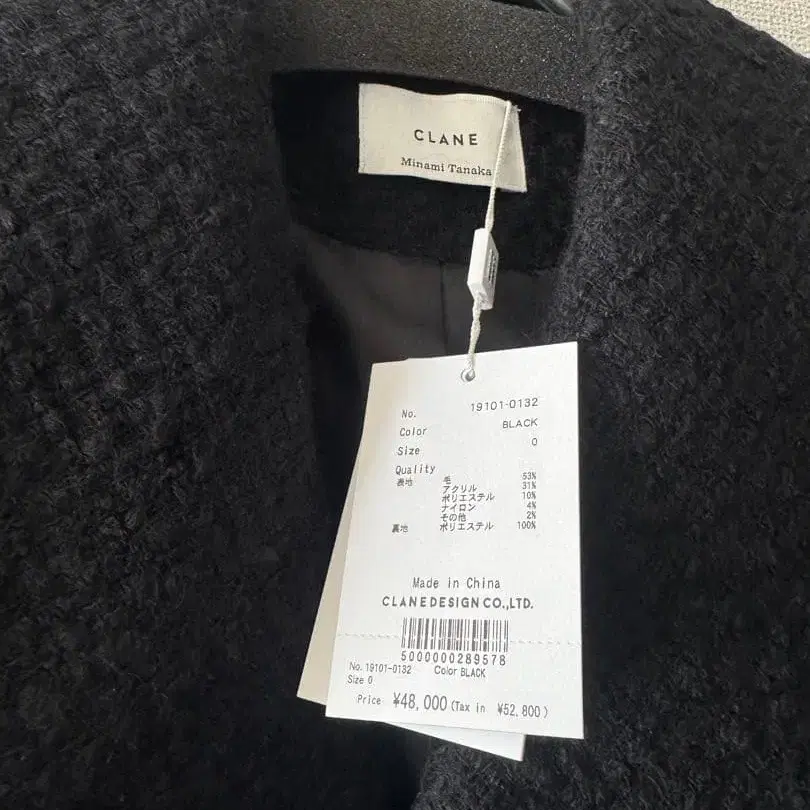 CLANE
Minami Tanaka
No. 19101-0132
Color BLACK
Size 0
Quality
表地 毛 53%
アクリル 31%
ポリエステル 10%
ナイロン 4%
その他 2%
裏地 ポリエステル 100%
Made in China
CLANEDESIGN CO.,LTD.
5000000289578
No. 19101-0132 Color BLACK
Size 0
Price ¥48,000 (Tax in ¥52,800)